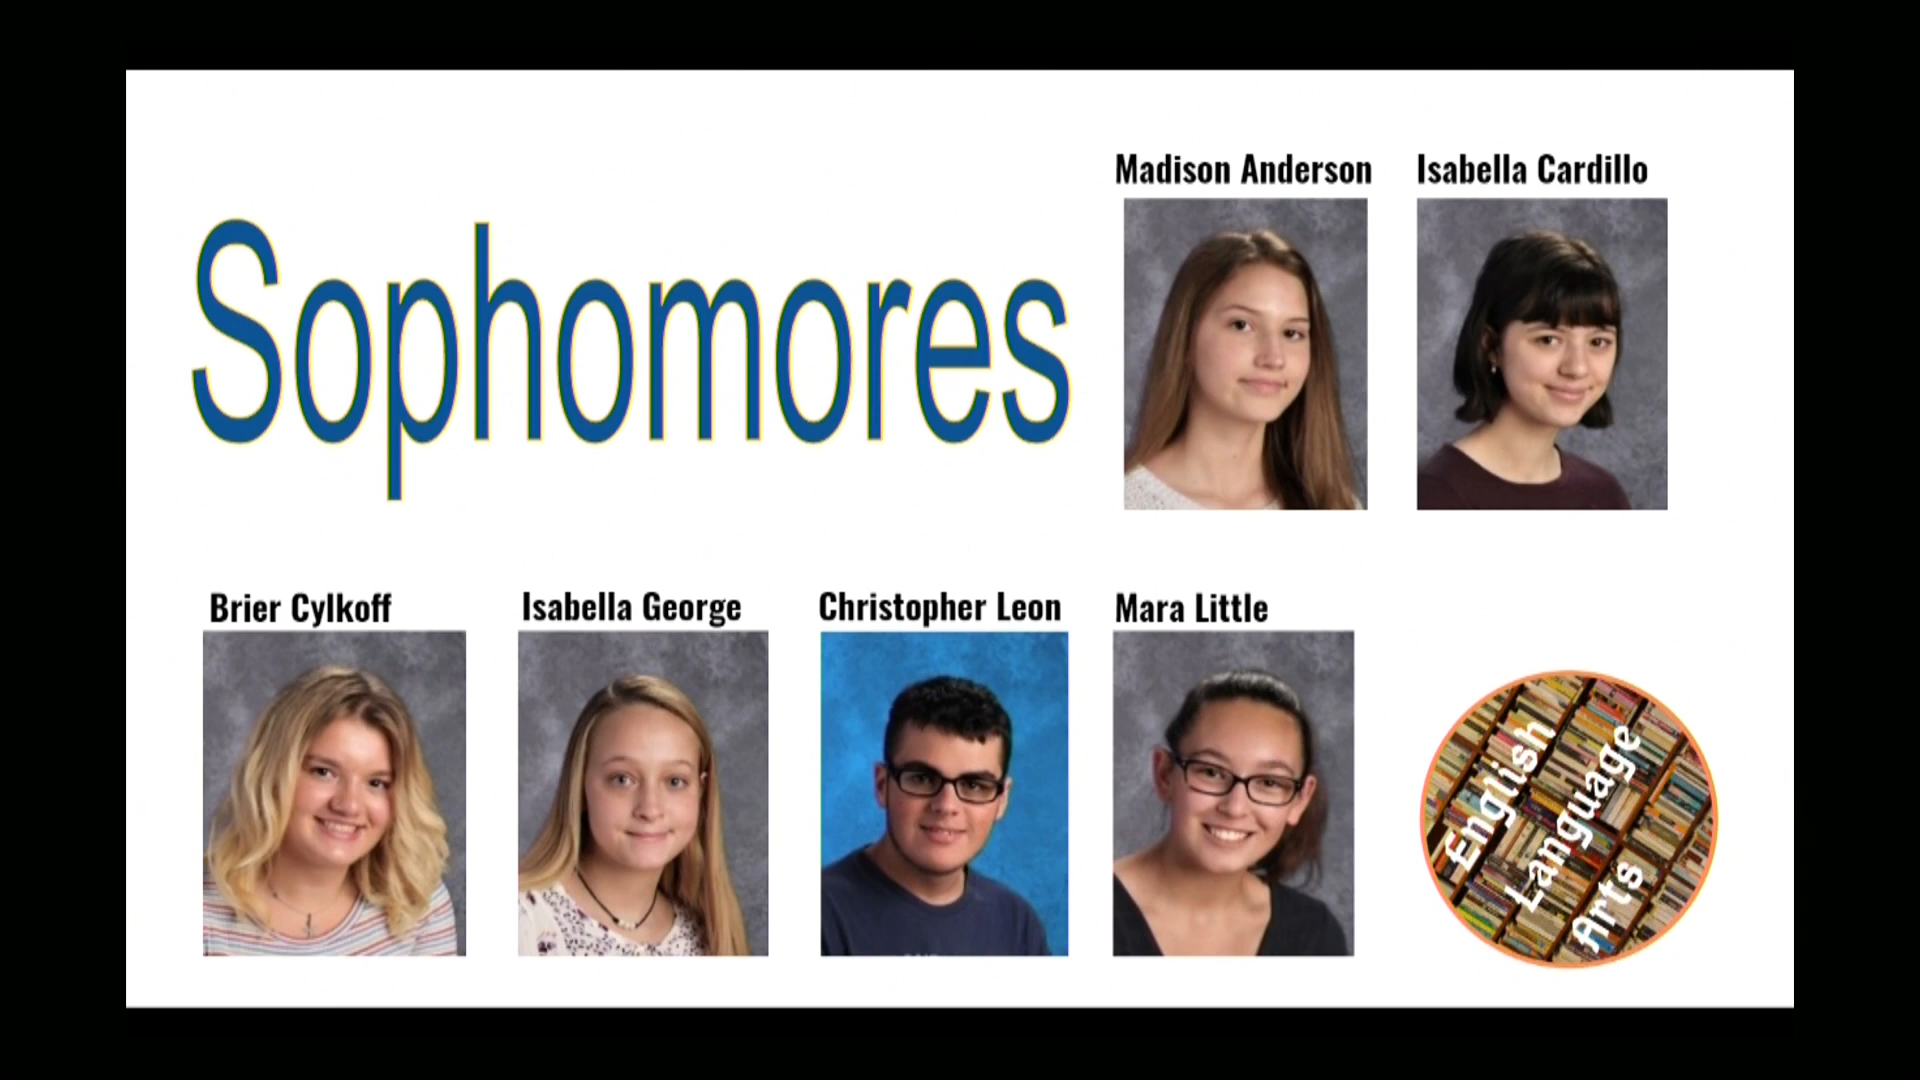 Madison Anderson
Isabella Cardillo
Sophomores
Brier Cylkoff
Isabella George
Christopher Leon
Mara Little
English
Language
Arts